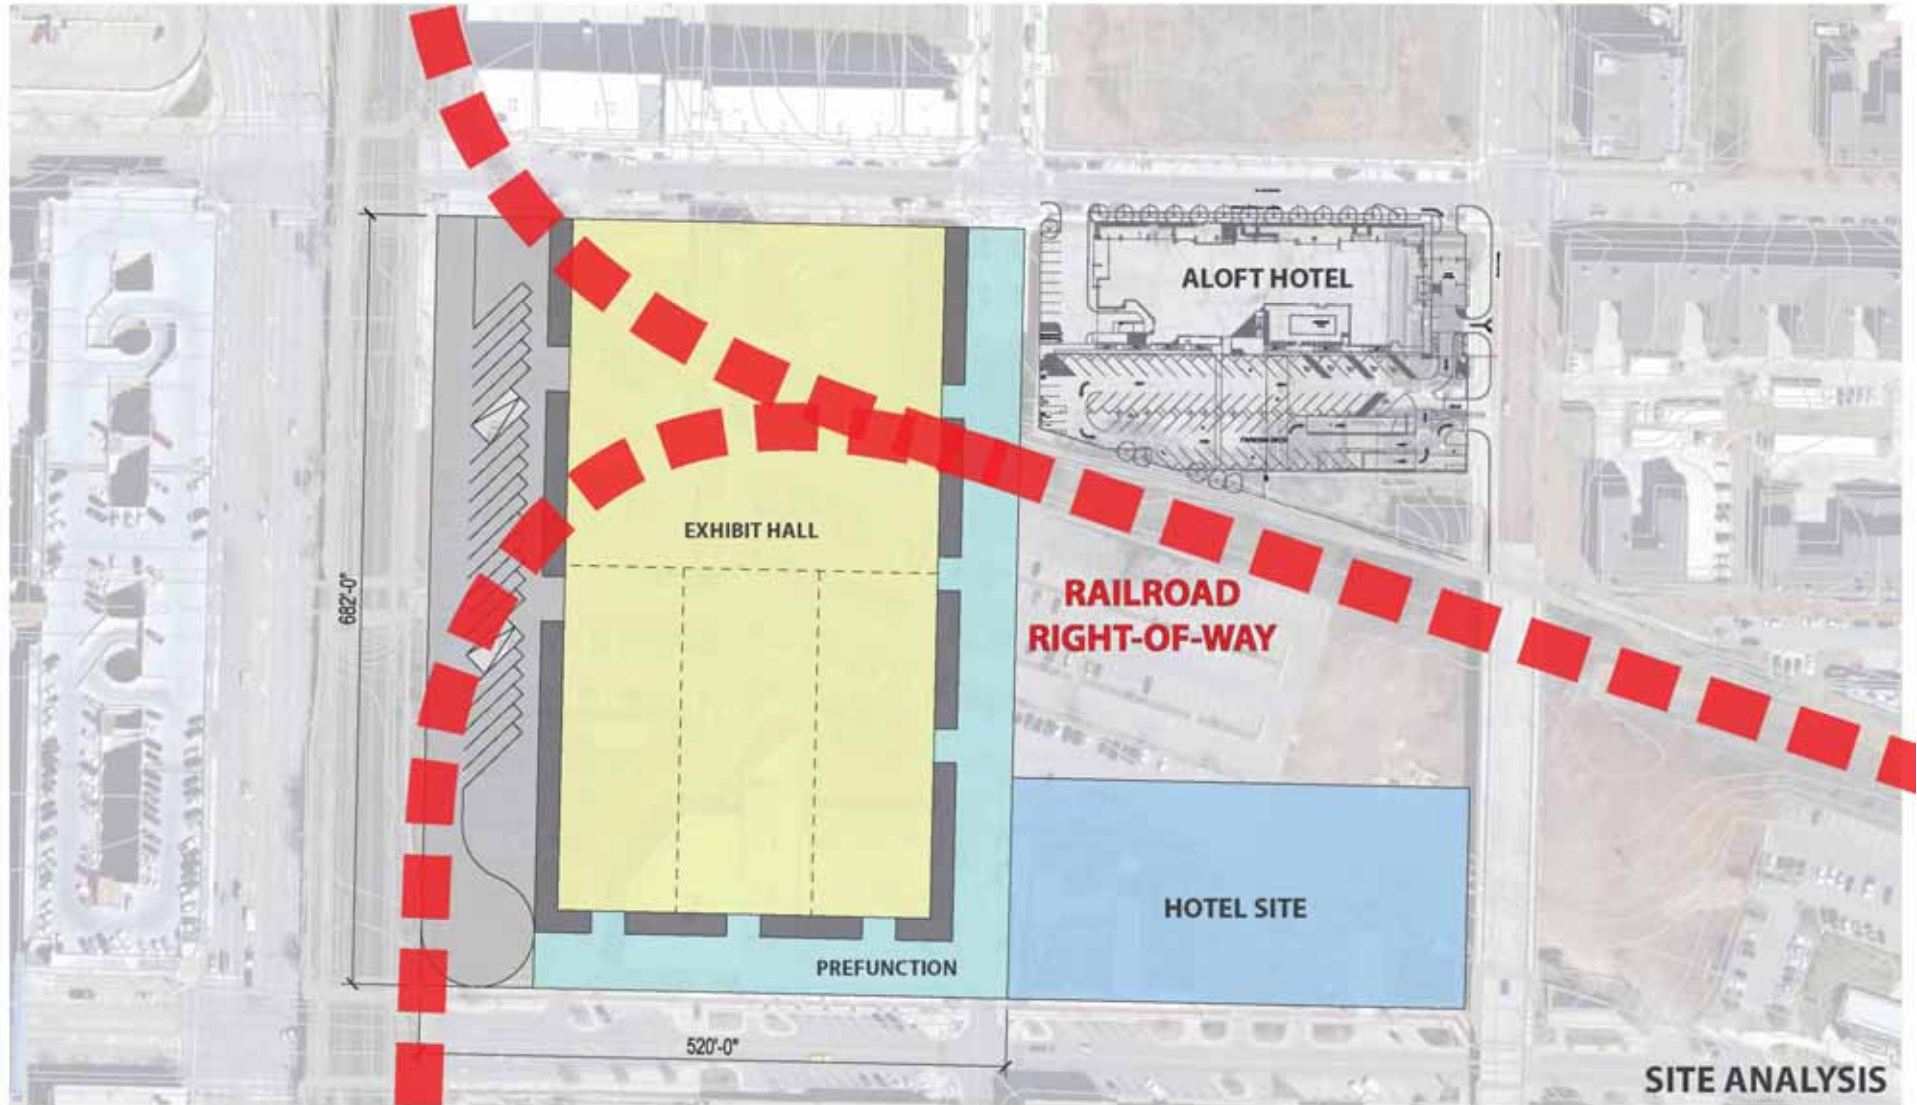 ALOFT HOTEL
EXHIBIT HALL
682'-0"
RAILROAD
RIGHT-OF-WAY
HOTEL SITE
PREFUNCTION
520'-0"
SITE ANALYSIS